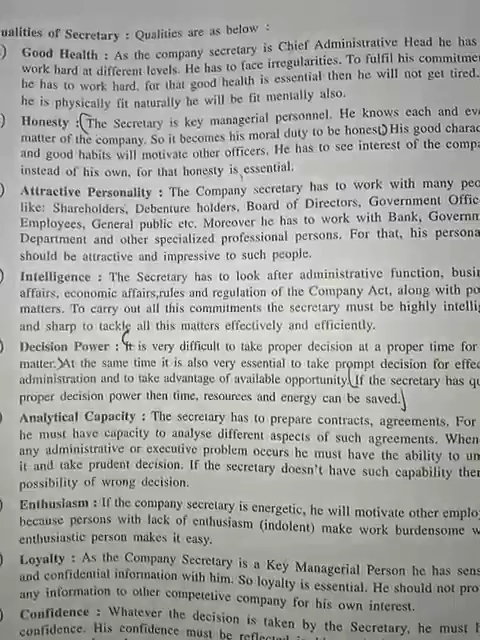 ualities of Secretary : Qualities are as below :
) Good Health : As the company secretary is Chief Administrative Head he has
work hard at different levels. He has to face irregularities. To fulfil his commitme
he has to work hard. for that good health is essential then he will not get tired.
he is physically fit naturally he will be fit mentally also.
) Honesty : (The Secretary is key managerial personnel. He knows each and ev
matter of the company. So it becomes his moral duty to be honest) His good charac
and good habits will motivate other officers. He has to see interest of the comp
instead of his own, for that honesty is essential.
) Attractive Personality : The Company secretary has to work with many peo
like: Shareholders, Debenture holders, Board of Directors, Government Offic
Employees, General public etc. Moreover he has to work with Bank, Governm
Department and other specialized professional persons. For that, his persona
should be attractive and impressive to such people.
) Intelligence : The Secretary has to look after administrative function, busi
affairs, economic affairs,rules and regulation of the Company Act, along with po
matters. To carry out all this commitments the secretary must be highly intelli
and sharp to tackle all this matters effectively and efficiently.
) Decision Power : It is very difficult to take proper decision at a proper time for
matter. At the same time it is also very essential to take prompt decision for effec
administration and to take advantage of available opportunity. If the secretary has qu
proper decision power then time, resources and energy can be saved.
) Analytical Capacity : The secretary has to prepare contracts, agreements, For
he must have capacity to analyse different aspects of such agreements. When
any administrative or executive problem occurs he must have the ability to un
it and take prudent decision. If the secretary doesn't have such capability ther
possibility of wrong decision.
) Enthusiasm : If the company secretary is energetic, he will motivate other emplo
because persons with lack of enthusiasm (indolent) make work burdensome w
enthusiastic person makes it easy.
) Loyalty : As the Company Secretary is a Key Managerial Person he has sens
and confidential information with him. So loyalty is essential. He should not pro
any information to other competetive company for his own interest.
) Confidence : Whatever the decision is taken by the Secretary, he must h
confidence. His confidence must be reflected